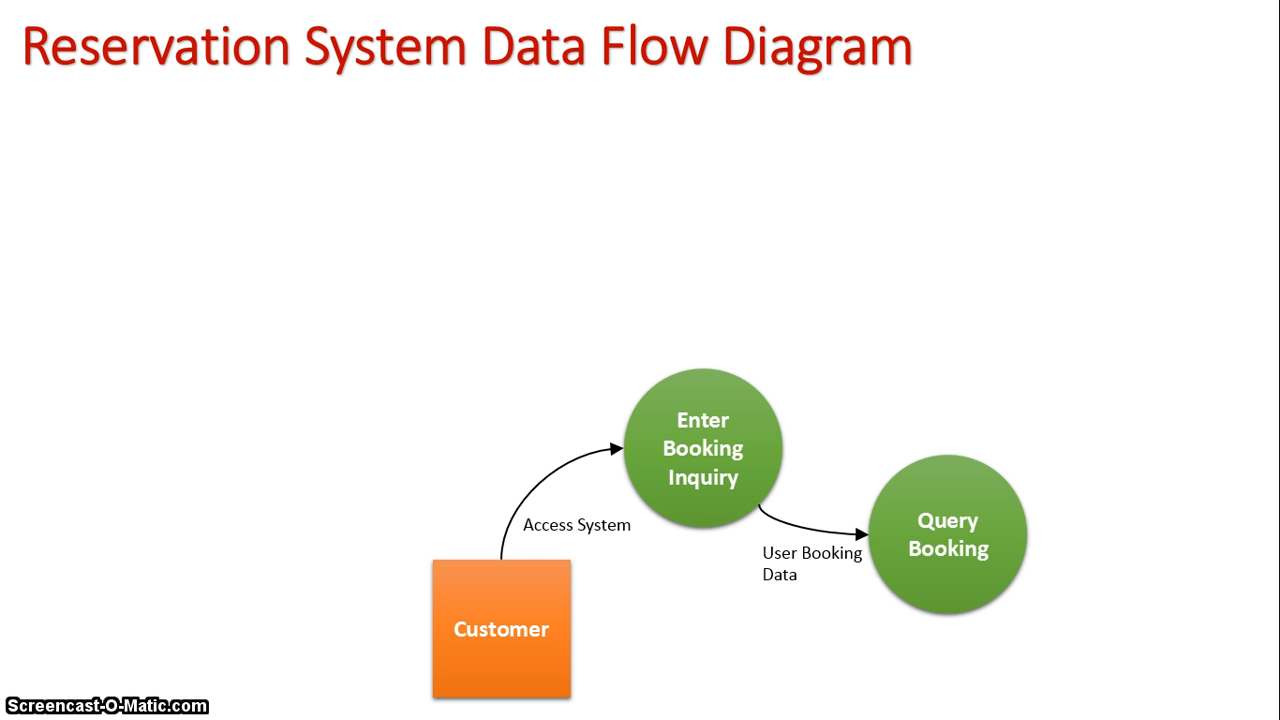 Reservation System Data Flow Diagram
Enter
Booking
Inquiry
Query
Booking
Access System
User Booking
Data
Customer
Screencast-O-Matic.com